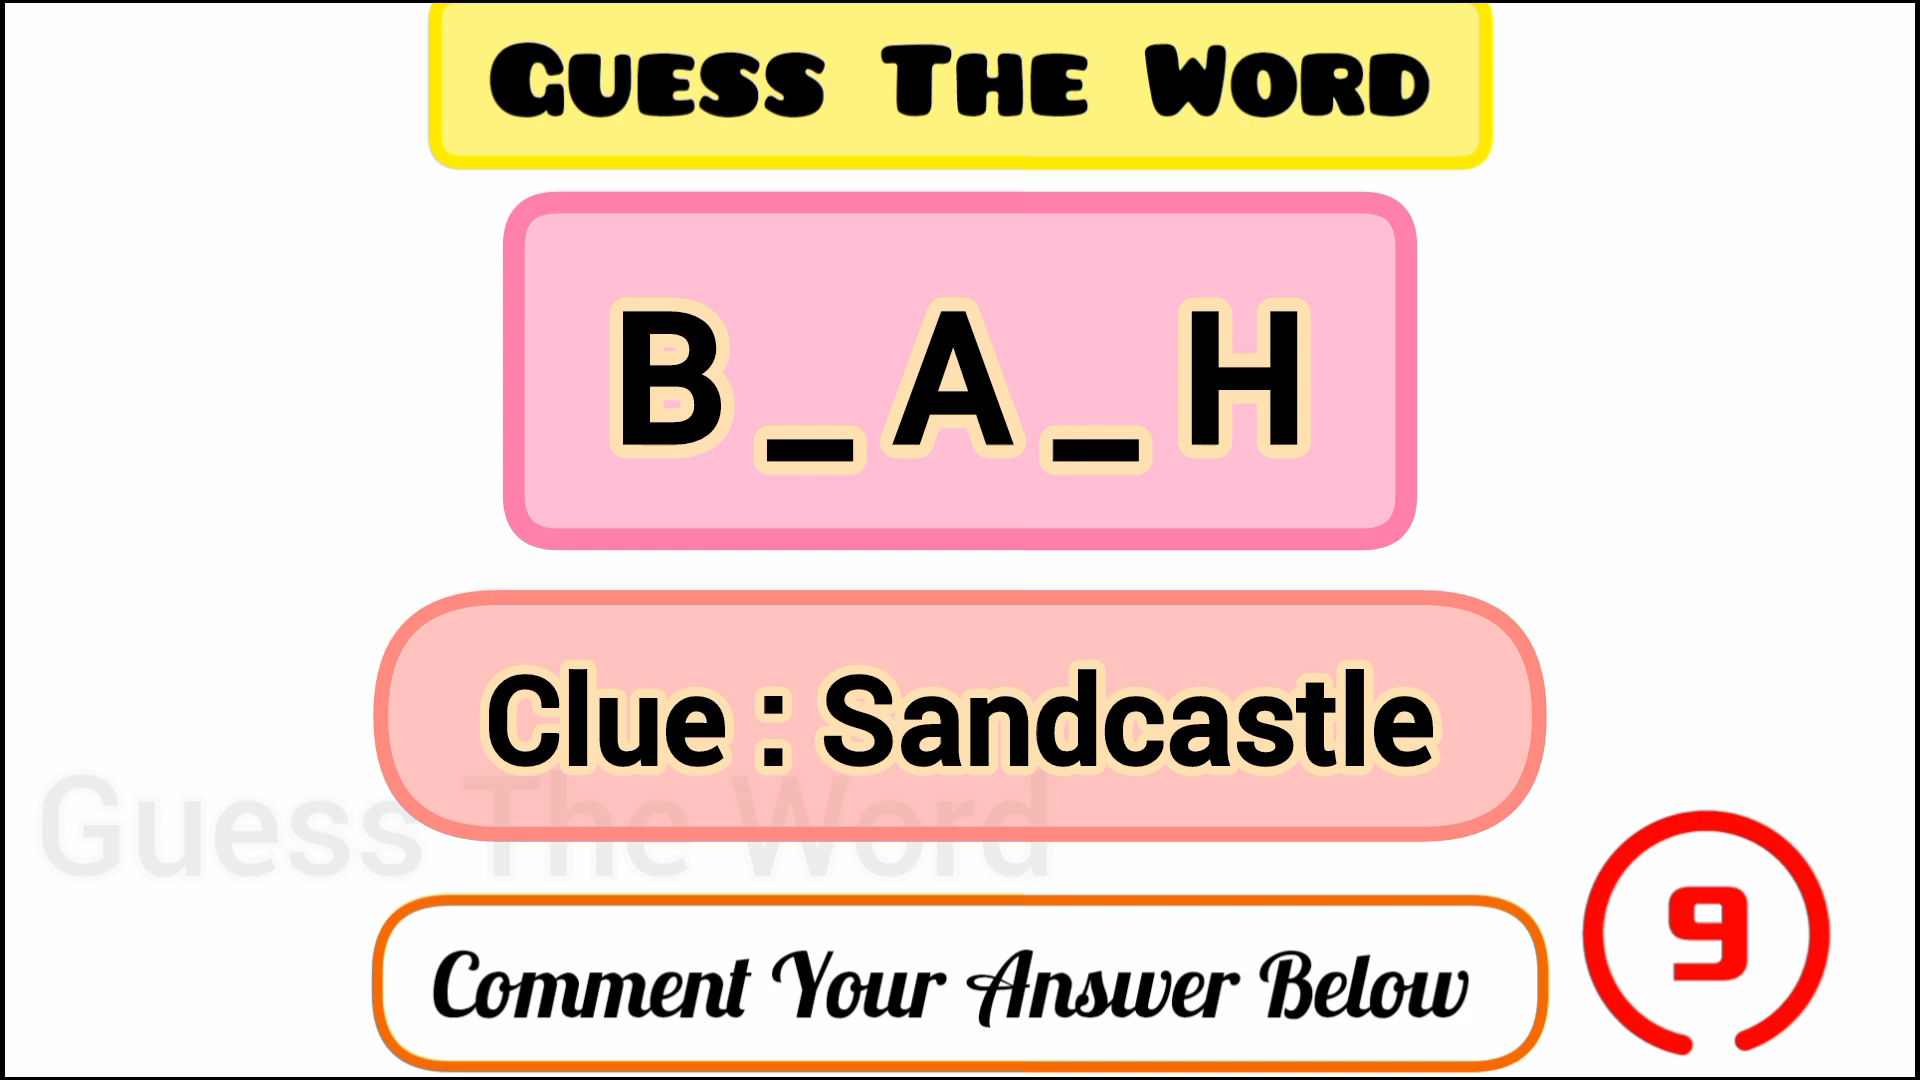 Guess The Word
B_A_H
Clue : Sandcastle
Guess The Word
Comment Your Answer Below
9